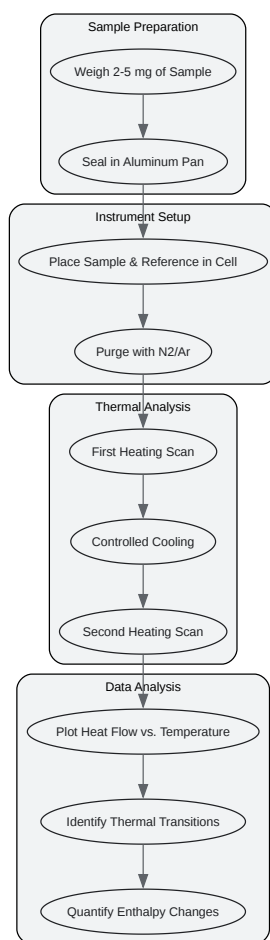 Sample Preparation
Weigh 2-5 mg of Sample
Seal in Aluminum Pan
Instrument Setup
Place Sample & Reference in Cell
Purge with N2/Ar
Thermal Analysis
First Heating Scan
Controlled Cooling
Second Heating Scan
Data Analysis
Plot Heat Flow vs. Temperature
Identify Thermal Transitions
Quantify Enthalpy Changes